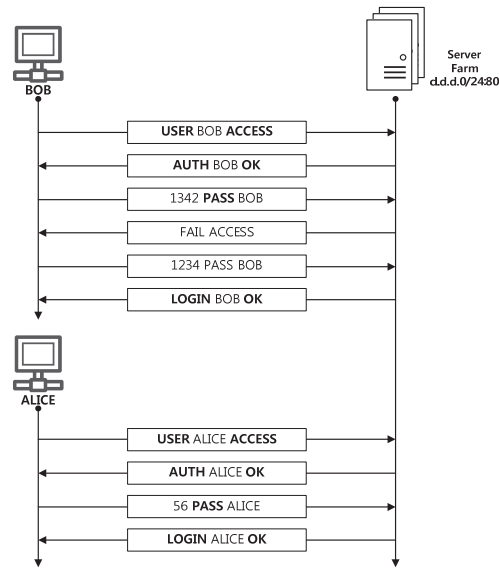 BOB
Server
Farm
d.d.d.0/24:80
USER BOB ACCESS
AUTH BOB OK
1342 PASS BOB
FAIL ACCESS
1234 PASS BOB
LOGIN BOB OK
ALICE
USER ALICE ACCESS
AUTH ALICE OK
56 PASS ALICE
LOGIN ALICE OK